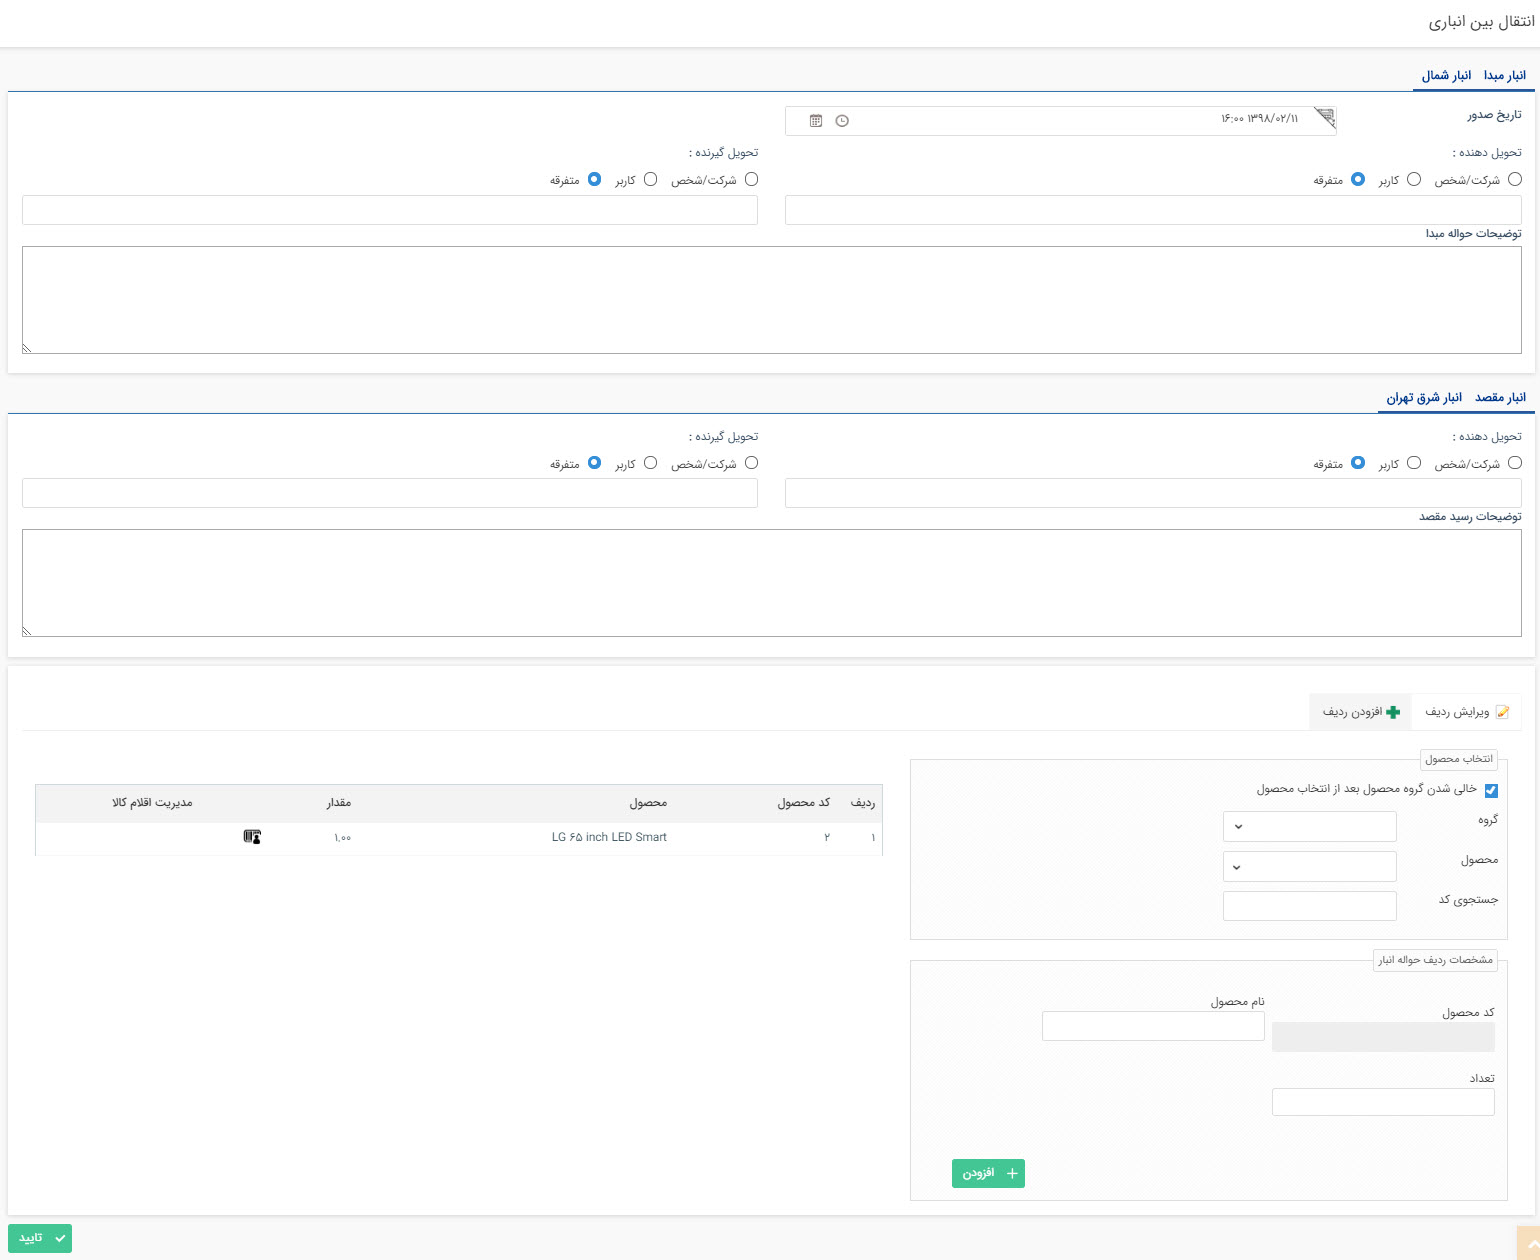 انتقال بین انباری
انبار مبدا انبار شمال
تاریخ صدور ۱۳۹۸/۰۲/۱۱ ۱۶:۰۰
تحویل دهنده : تحویل گیرنده :
شرکت/شخص کاربر متفرقه شرکت/شخص کاربر متفرقه
توضیحات حواله مبدا
انبار مقصد انبار شرق تهران
تحویل دهنده : تحویل گیرنده :
شرکت/شخص کاربر متفرقه شرکت/شخص کاربر متفرقه
توضیحات رسید مقصد
ویرایش ردیف افزودن ردیف
انتخاب محصول
خالی شدن گروه محصول بعد از انتخاب محصول
گروه
محصول
جستجوی کد
مشخصات ردیف حواله انبار
کد محصول نام محصول
تعداد
افزودن
ردیف کد محصول محصول مقدار مدیریت اقلام کالا
۱ ۲ LG ۶۵ inch LED Smart ۱,۰۰
تایید